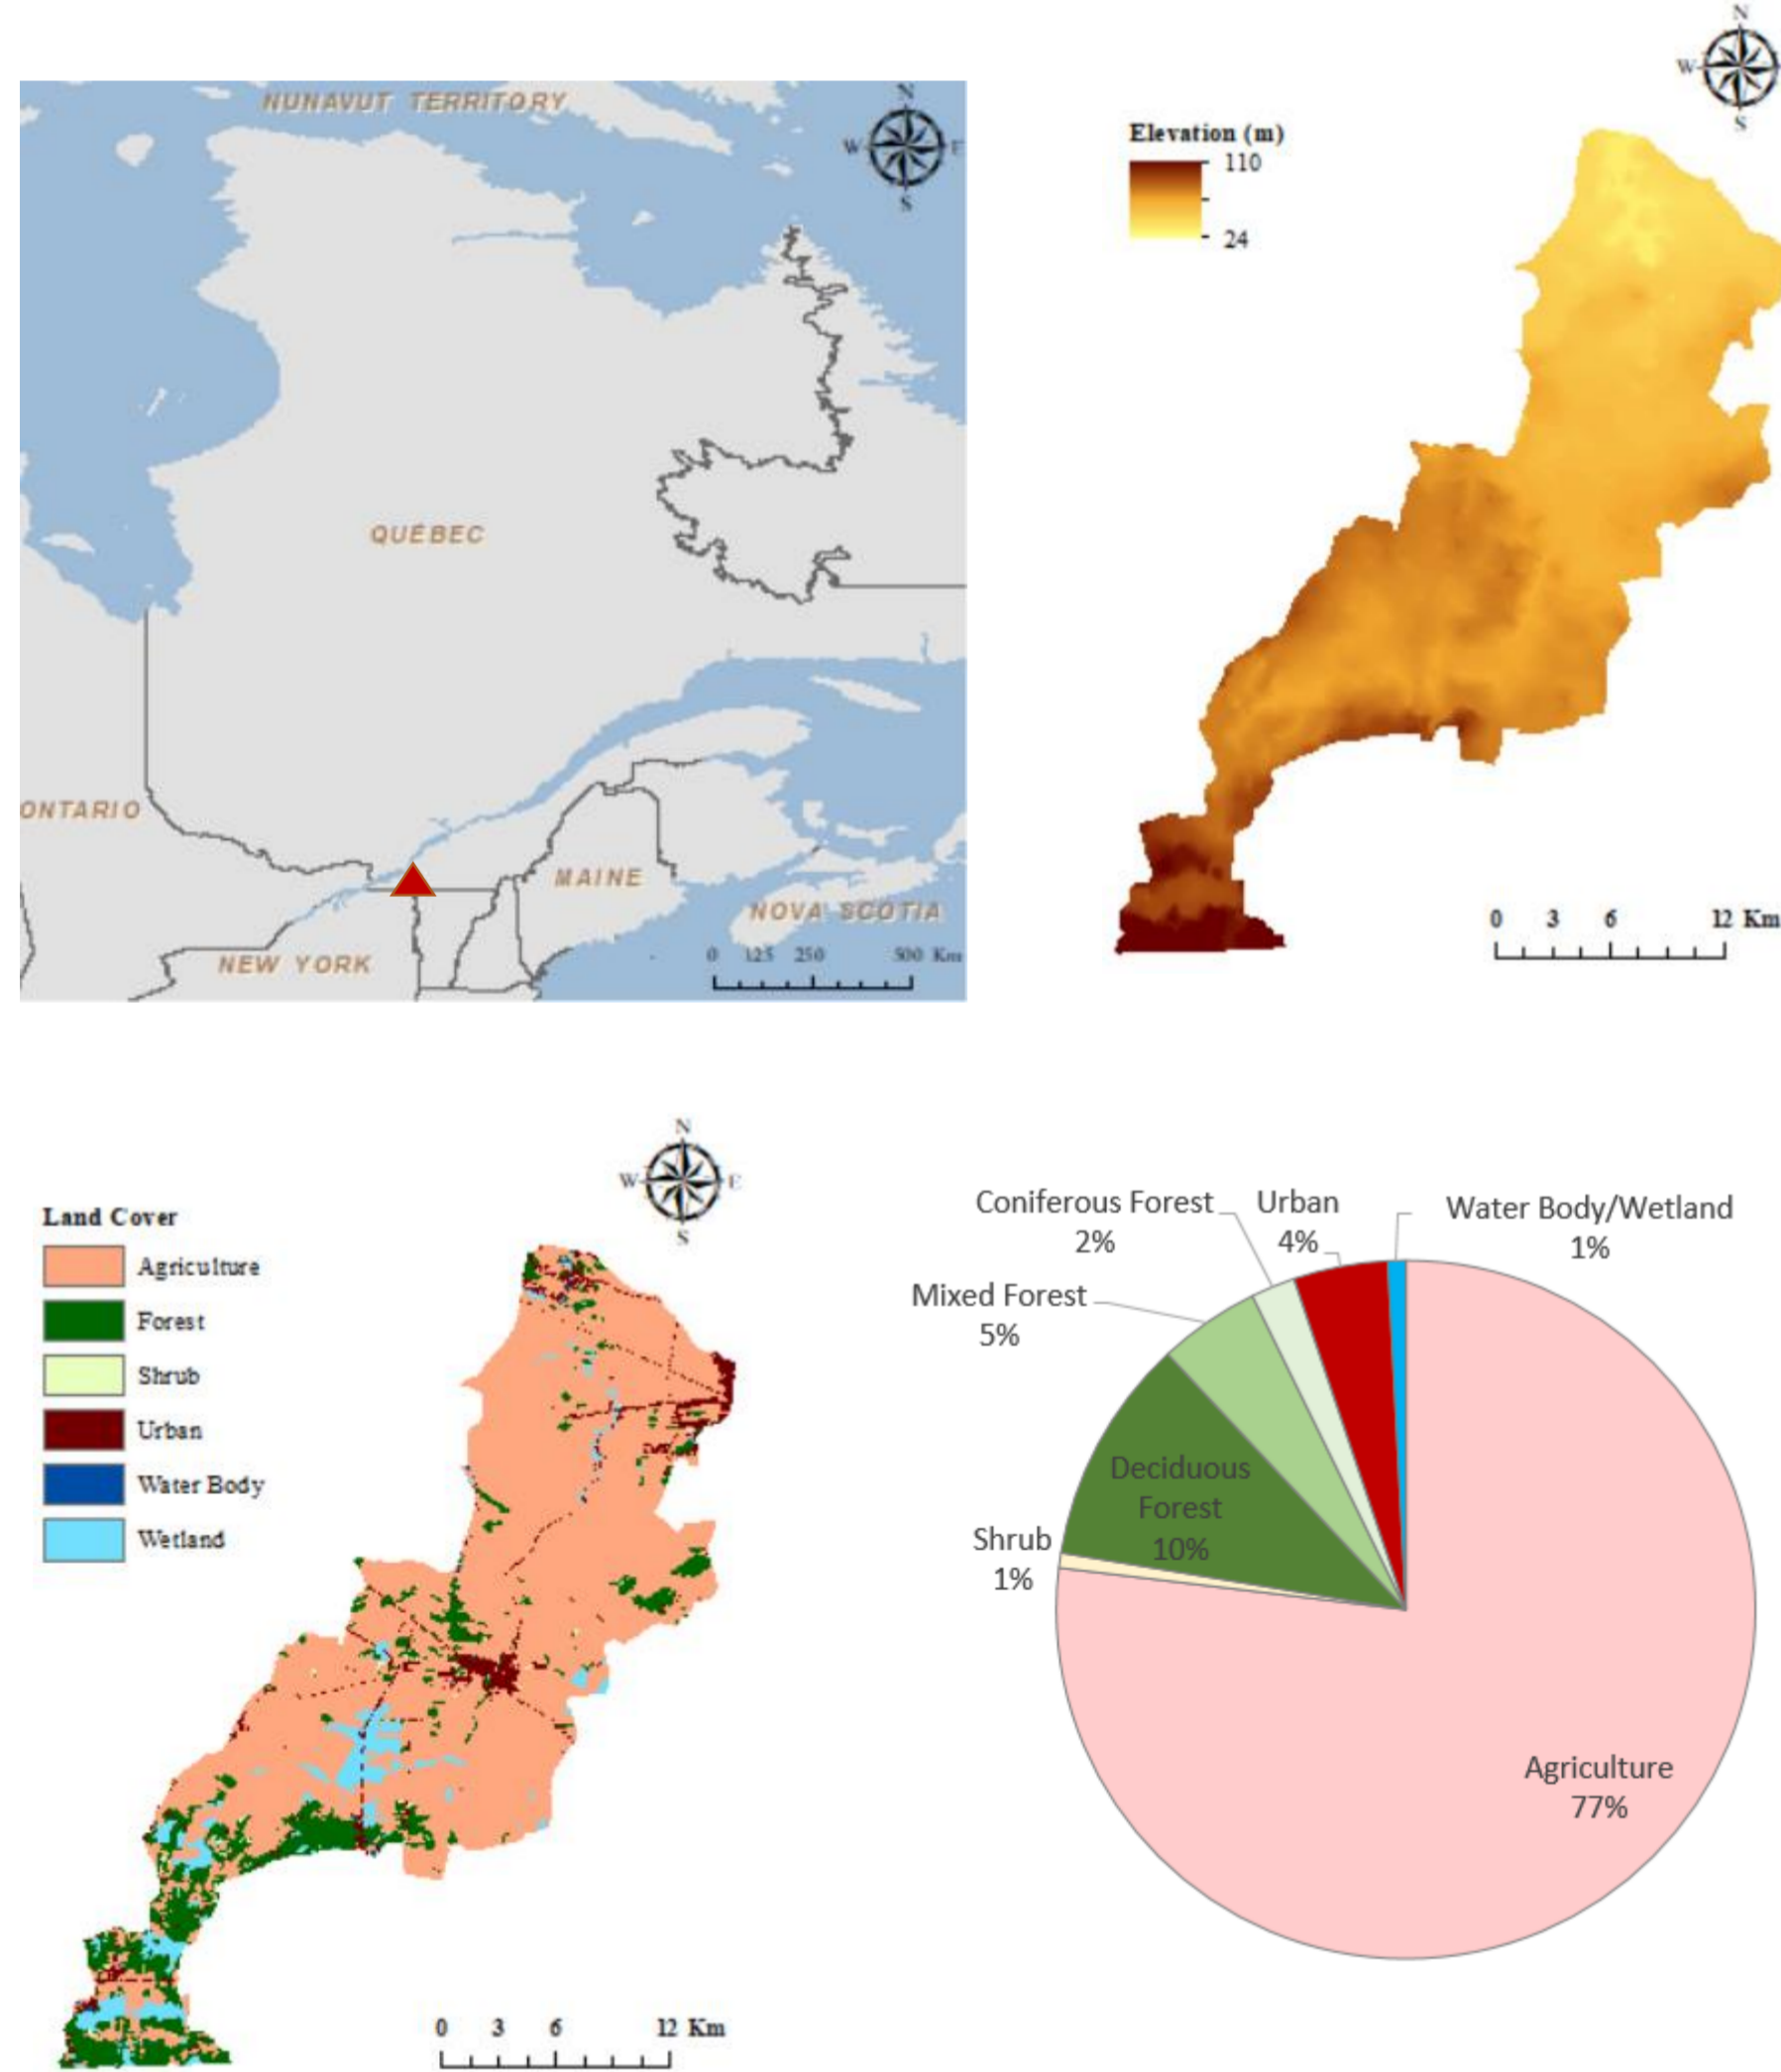 NUNAVUT TERRITORY
N
W
E
S
QUÉBEC
ONTARIO
MAINE
NOVA SCOTIA
NEW YORK
0 125 250 500 Km
N
W
S
Elevation (m)
110
24
0 3 6 12 Km
N
W
E
S
Land Cover
Agriculture
Forest
Shrub
Urban
Water Body
Wetland
0 3 6 12 Km
Coniferous Forest
2%
Urban
4%
Water Body/Wetland
1%
Mixed Forest
5%
Deciduous
Forest
10%
Shrub
1%
Agriculture
77%